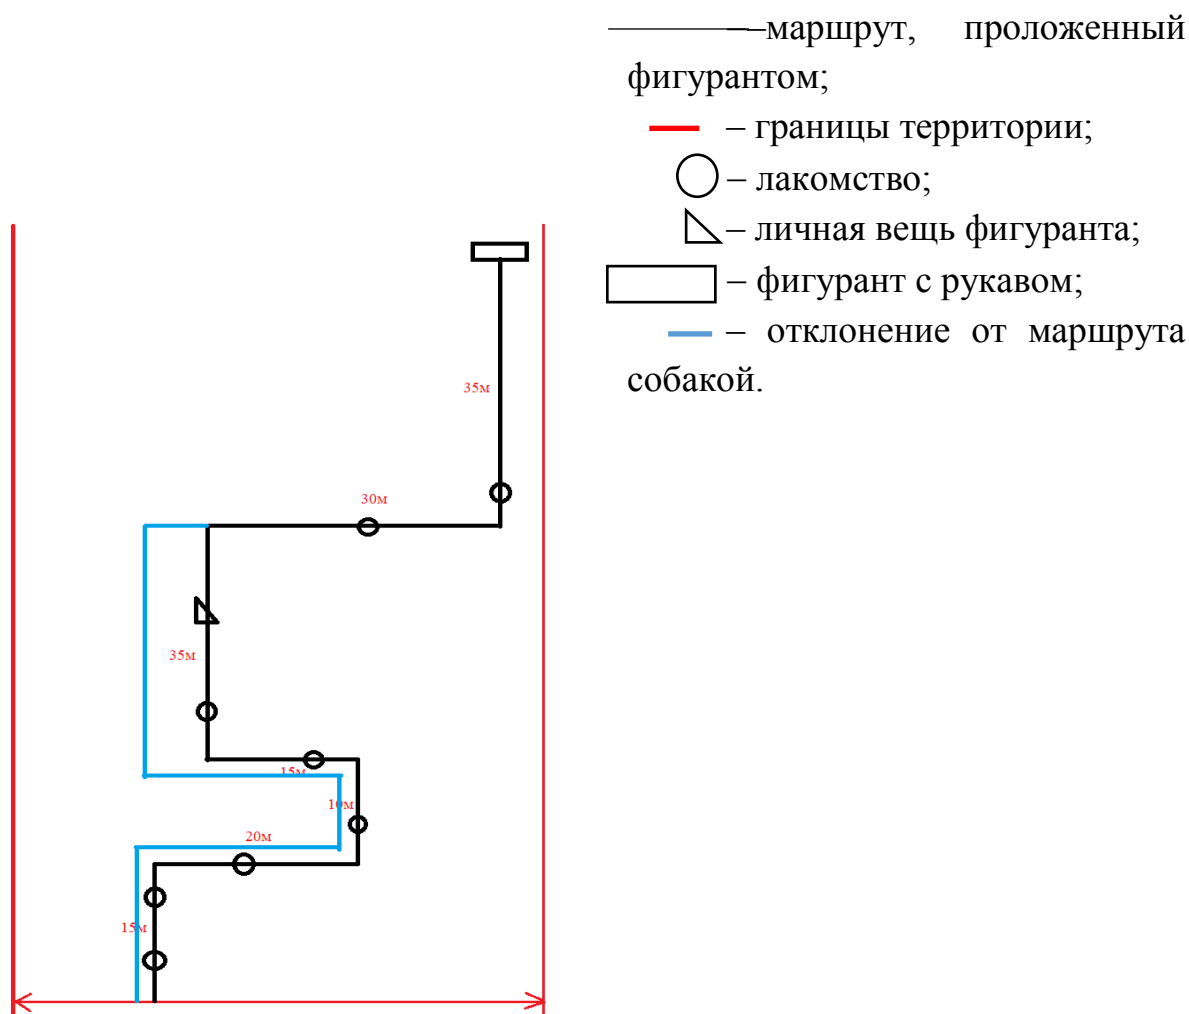 – маршрут, проложенный
фигурантом;
– границы территории;
– лакомство;
– личная вещь фигуранта;
– фигурант с рукавом;
– отклонение от маршрута
собакой.
35м
30м
35м
15м
10м
20м
15м